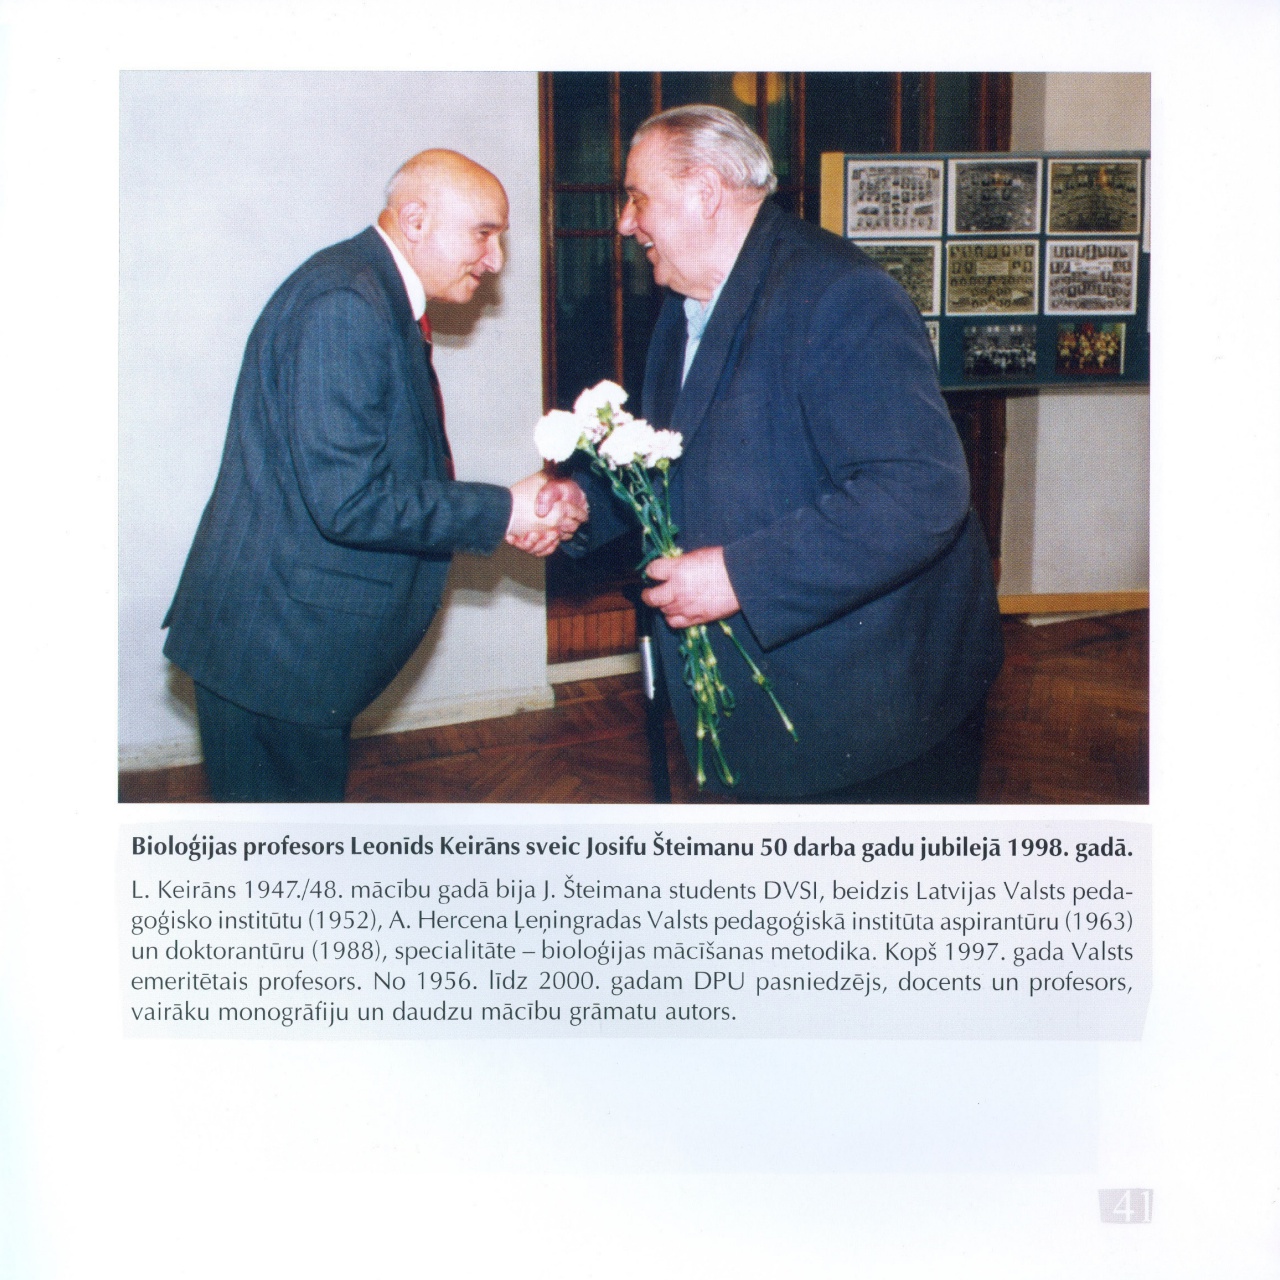 Bioloģijas profesors Leonīds Keirāns sveic Josifu Šteimanu 50 darba gadu jubilejā 1998. gadā.
L. Keirāns 1947./48. mācību gadā bija J. Šteimana students DVSI, beidzis Latvijas Valsts peda-
goģisko institūtu (1952), A. Hercena Ļeņingradas Valsts pedagoģiskā institūta aspirantūru (1963)
un doktorantūru (1988), specialitāte – bioloģijas mācīšanas metodika. Kopš 1997. gada Valsts
emeritētais profesors. No 1956. līdz 2000. gadam DPU pasniedzējs, docents un profesors,
vairāku monogrāfiju un daudzu mācību grāmatu autors.
41